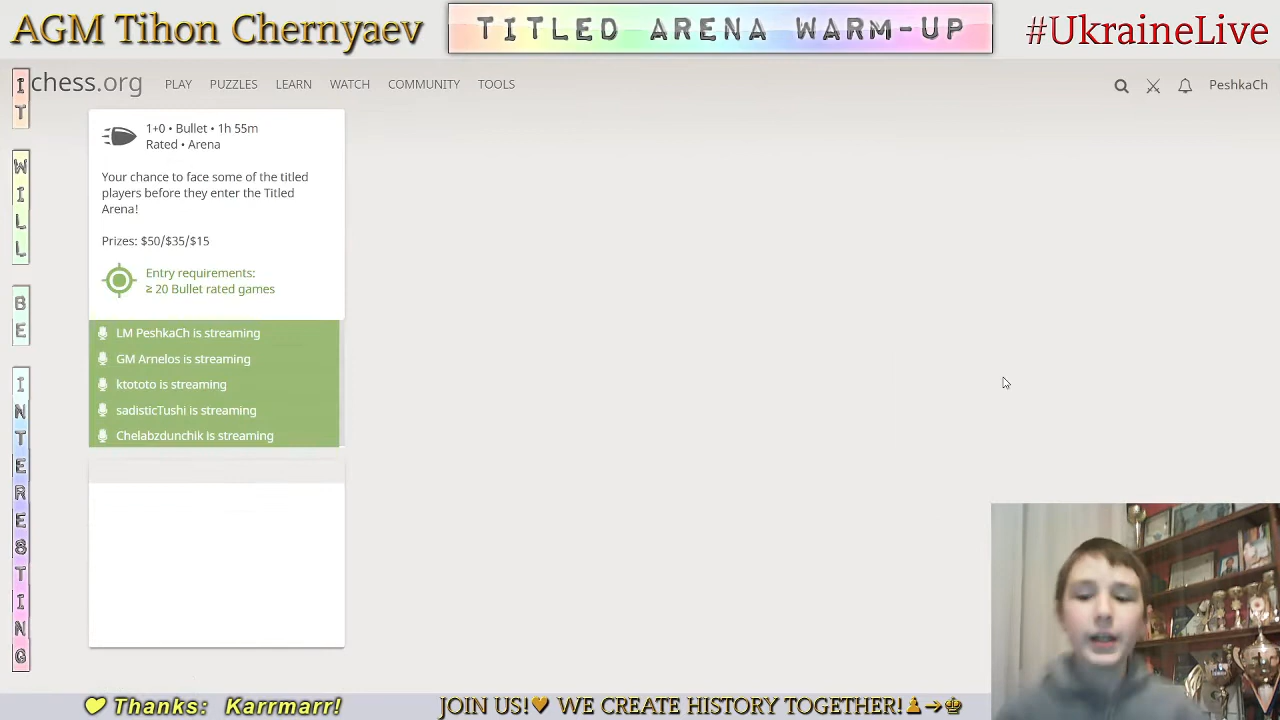 AGM Tihon Chernyaev
TITLED ARENA WARM-UP
#UkraineLive
chess.org
PLAY
PUZZLES
LEARN
WATCH
COMMUNITY
TOOLS
PeshkaCh
IT WILL BE INTERESTING
1+0 • Bullet • 1h 55m
Rated • Arena
Your chance to face some of the titled
players before they enter the Titled
Arena!
Prizes: $50/$35/$15
Entry requirements:
≥ 20 Bullet rated games
LM PeshkaCh is streaming
GM Arnelos is streaming
ktototo is streaming
sadisticTushi is streaming
Chelabzdunchik is streaming
Thanks: Karrmarr!
JOIN US!🧡 WE CREATE HISTORY TOGETHER!♟→♚